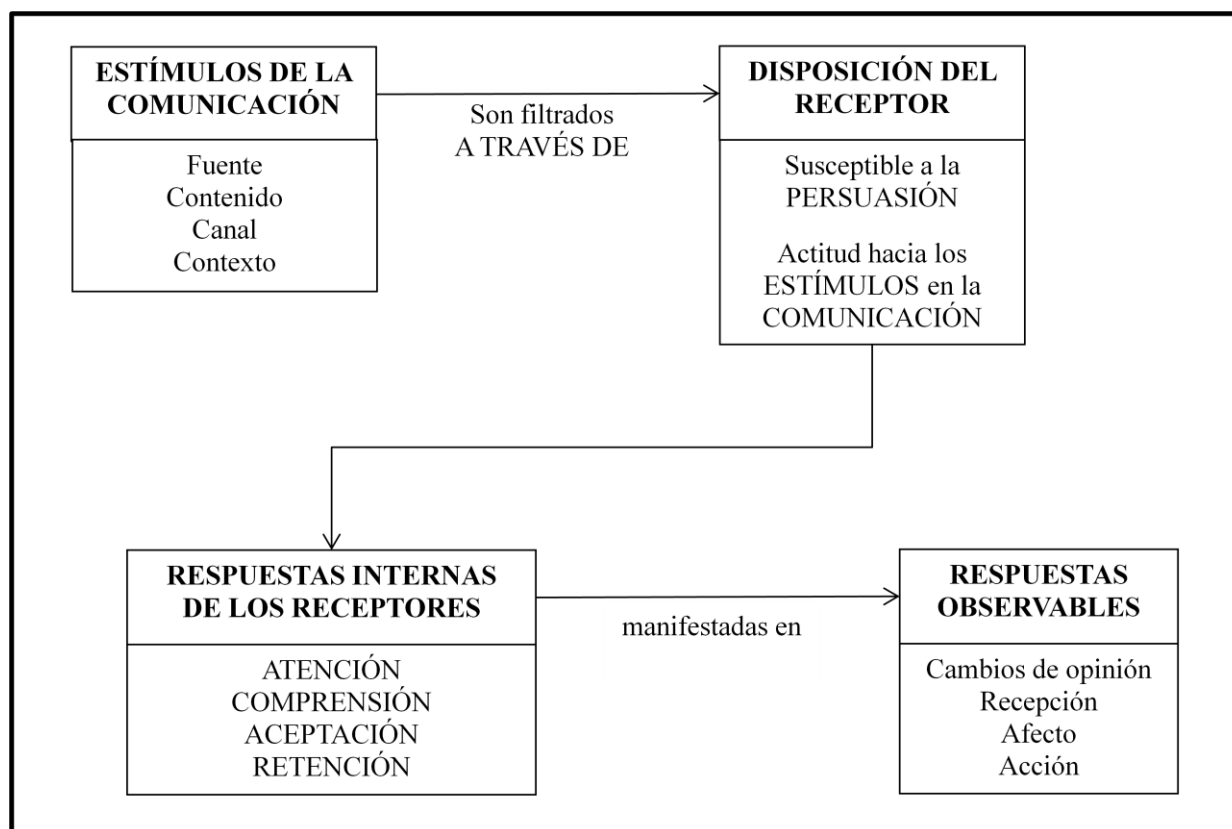 ESTÍMULOS DE LA
COMUNICACIÓN
Fuente
Contenido
Canal
Contexto
Son filtrados
A TRAVÉS DE
DISPOSICIÓN DEL
RECEPTOR
Susceptible a la
PERSUASIÓN
Actitud hacia los
ESTÍMULOS en la
COMUNICACIÓN
RESPUESTAS INTERNAS
DE LOS RECEPTORES
ATENCIÓN
COMPRENSIÓN
ACEPTACIÓN
RETENCIÓN
manifestadas en
RESPUESTAS
OBSERVABLES
Cambios de opinión
Recepción
Afecto
Acción